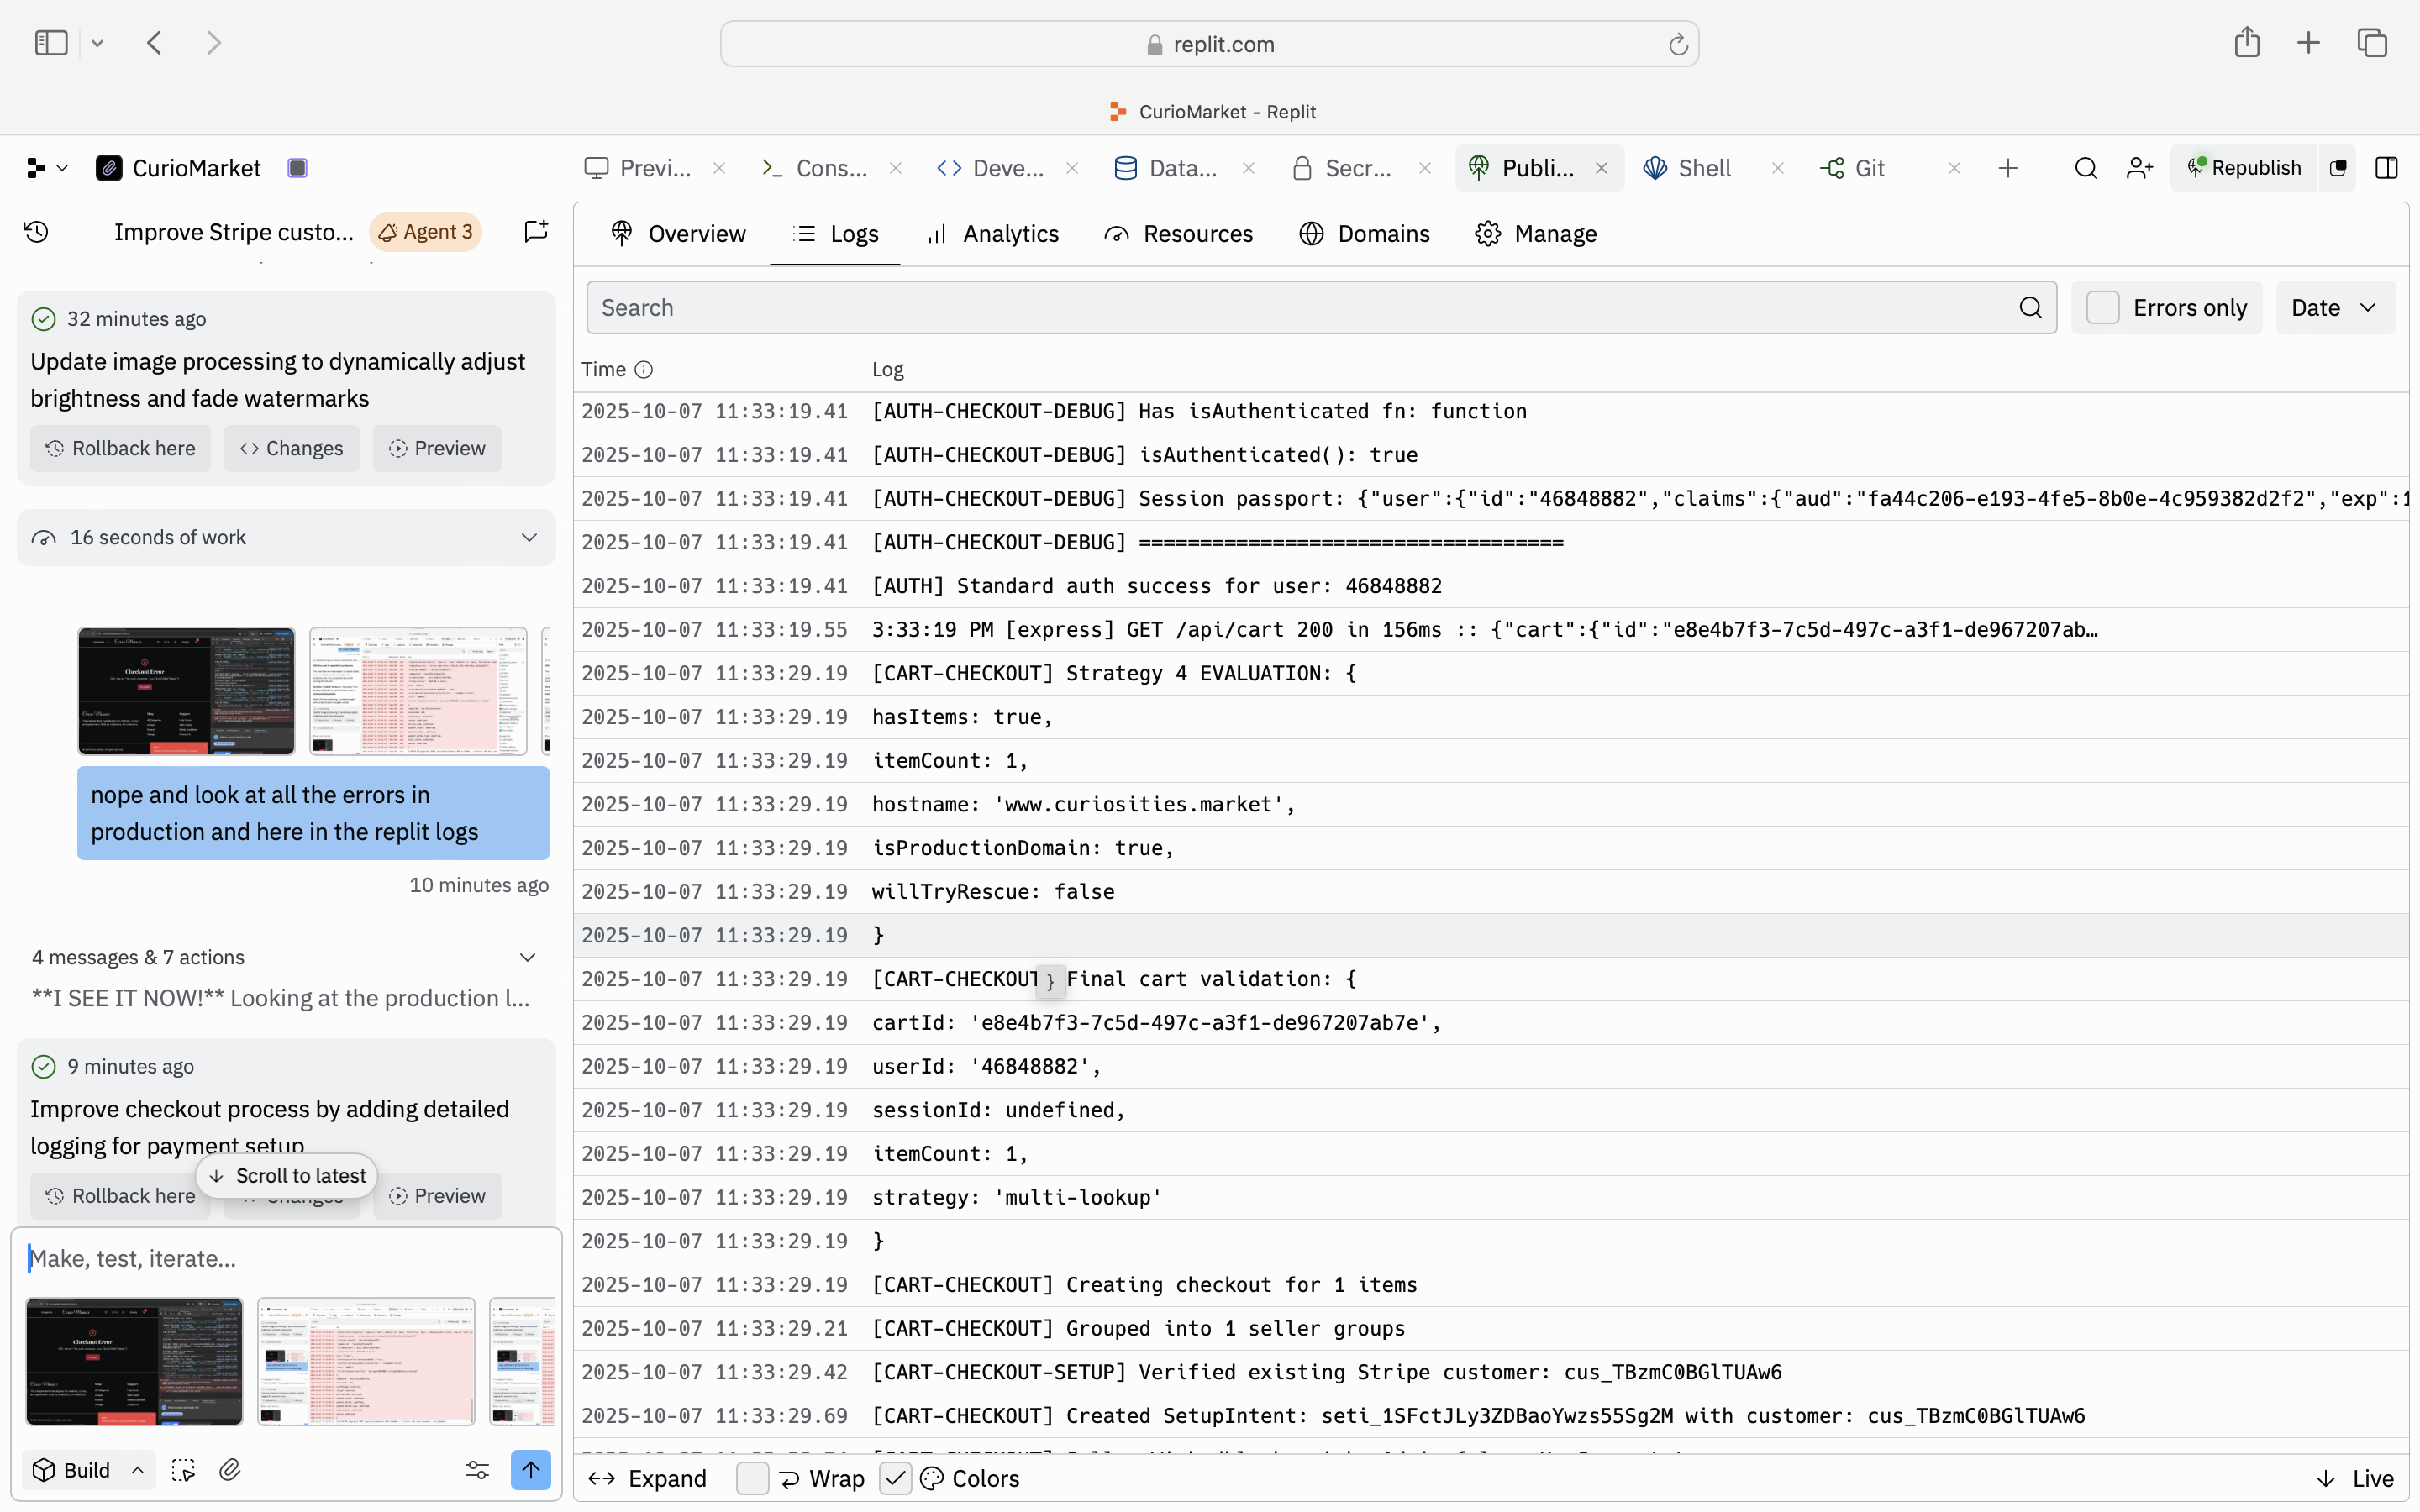 replit.com
CurioMarket - Replit
CurioMarket
Previ...
Cons...
Deve...
Data...
Secr...
Publi...
Shell
Git
Republish
Improve Stripe custo...
Agent 3
32 minutes ago
Update image processing to dynamically adjust
brightness and fade watermarks
Rollback here
Changes
Preview
16 seconds of work
Checkout Error
nope and look at all the errors in
production and here in the replit logs
10 minutes ago
4 messages & 7 actions
**I SEE IT NOW!** Looking at the production l...
9 minutes ago
Improve checkout process by adding detailed
logging for payment setup
Rollback here
Changes
Preview
Scroll to latest
Make, test, iterate...
Checkout Error
Build
Overview
Logs
Analytics
Resources
Domains
Manage
Search
Errors only
Date
Time Log
2025-10-07 11:33:19.41 [AUTH-CHECKOUT-DEBUG] Has isAuthenticated fn: function
2025-10-07 11:33:19.41 [AUTH-CHECKOUT-DEBUG] isAuthenticated(): true
2025-10-07 11:33:19.41 [AUTH-CHECKOUT-DEBUG] Session passport: {"user":{"id":"46848882","claims":{"aud":"fa44c206-e193-4fe5-8b0e-4c959382d2f2","exp":1
2025-10-07 11:33:19.41 [AUTH-CHECKOUT-DEBUG] ===================================
2025-10-07 11:33:19.41 [AUTH] Standard auth success for user: 46848882
2025-10-07 11:33:19.55 3:33:19 PM [express] GET /api/cart 200 in 156ms :: {"cart":{"id":"e8e4b7f3-7c5d-497c-a3f1-de967207ab…
2025-10-07 11:33:29.19 [CART-CHECKOUT] Strategy 4 EVALUATION: {
2025-10-07 11:33:29.19 hasItems: true,
2025-10-07 11:33:29.19 itemCount: 1,
2025-10-07 11:33:29.19 hostname: 'www.curiosities.market',
2025-10-07 11:33:29.19 isProductionDomain: true,
2025-10-07 11:33:29.19 willTryRescue: false
2025-10-07 11:33:29.19 }
2025-10-07 11:33:29.19 [CART-CHECKOUT } Final cart validation: {
2025-10-07 11:33:29.19 cartId: 'e8e4b7f3-7c5d-497c-a3f1-de967207ab7e',
2025-10-07 11:33:29.19 userId: '46848882',
2025-10-07 11:33:29.19 sessionId: undefined,
2025-10-07 11:33:29.19 itemCount: 1,
2025-10-07 11:33:29.19 strategy: 'multi-lookup'
2025-10-07 11:33:29.19 }
2025-10-07 11:33:29.19 [CART-CHECKOUT] Creating checkout for 1 items
2025-10-07 11:33:29.21 [CART-CHECKOUT] Grouped into 1 seller groups
2025-10-07 11:33:29.42 [CART-CHECKOUT-SETUP] Verified existing Stripe customer: cus_TBzmC0BGlTUAw6
2025-10-07 11:33:29.69 [CART-CHECKOUT] Created SetupIntent: seti_1SFctJLy3ZDBaoYwzs55Sg2M with customer: cus_TBzmC0BGlTUAw6
Expand
Wrap
Colors
Live